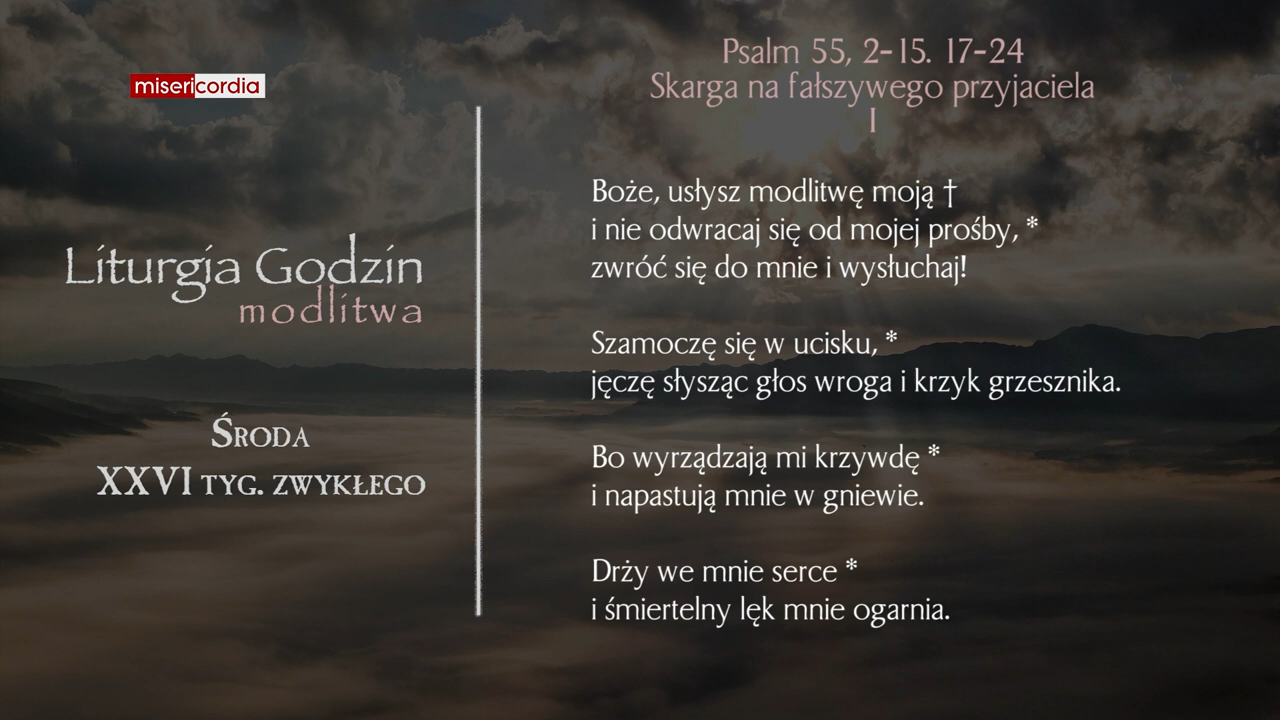 misericordia
Liturgia Godzin
modlitwa
Środa
XXVI tyg. zwykłego
Psalm 55, 2-15. 17-24
Skarga na fałszywego przyjaciela
I
Boże, usłysz modlitwę moją †
i nie odwracaj się od mojej prośby, *
zwróć się do mnie i wysłuchaj!
Szamoczę się w ucisku, *
jęczę słysząc głos wroga i krzyk grzesznika.
Bo wyrządzają mi krzywdę *
i napastują mnie w gniewie.
Drży we mnie serce *
i śmiertelny lęk mnie ogarnia.